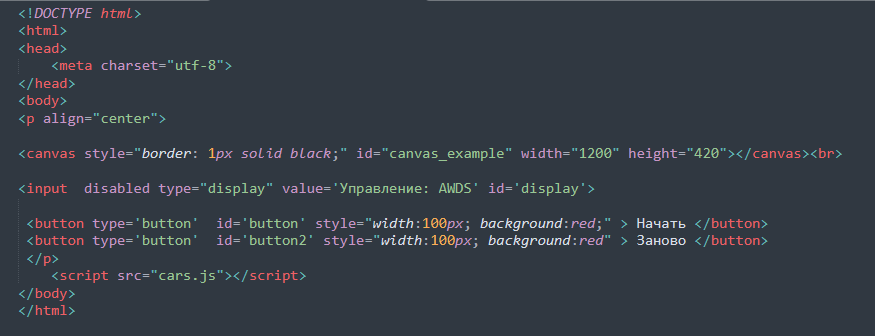 <!DOCTYPE html>
<html>
<head>
<meta charset="utf-8">
</head>
<body>
<p align="center">
<canvas style="border: 1px solid black;" id="canvas_example" width="1200" height="420"></canvas><br>
<input  disabled type="display" value='Управление: AWDS' id='display'>
<button type='button'  id='button' style="width:100px; background:red;" > Начать </button>
<button type='button'  id='button2' style="width:100px; background:red" > Заново </button>
</p>
<script src="cars.js"></script>
</body>
</html>